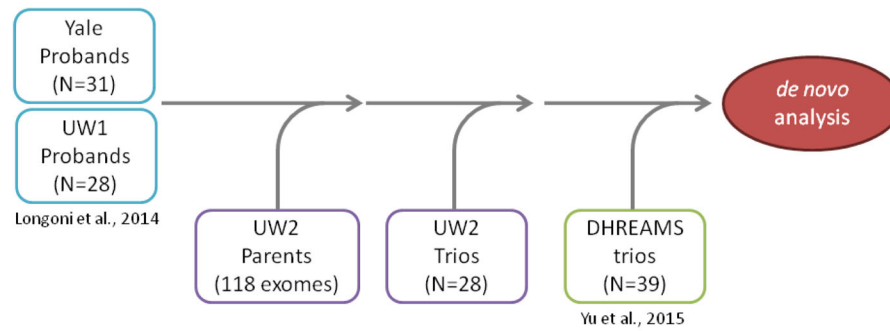 Yale
Probands
(N=31)
UW1
Probands
(N=28)
Longoni et al., 2014
UW2
Parents
(118 exomes)
UW2
Trios
(N=28)
DHREAMS
trios
(N=39)
Yu et al., 2015
de novo
analysis